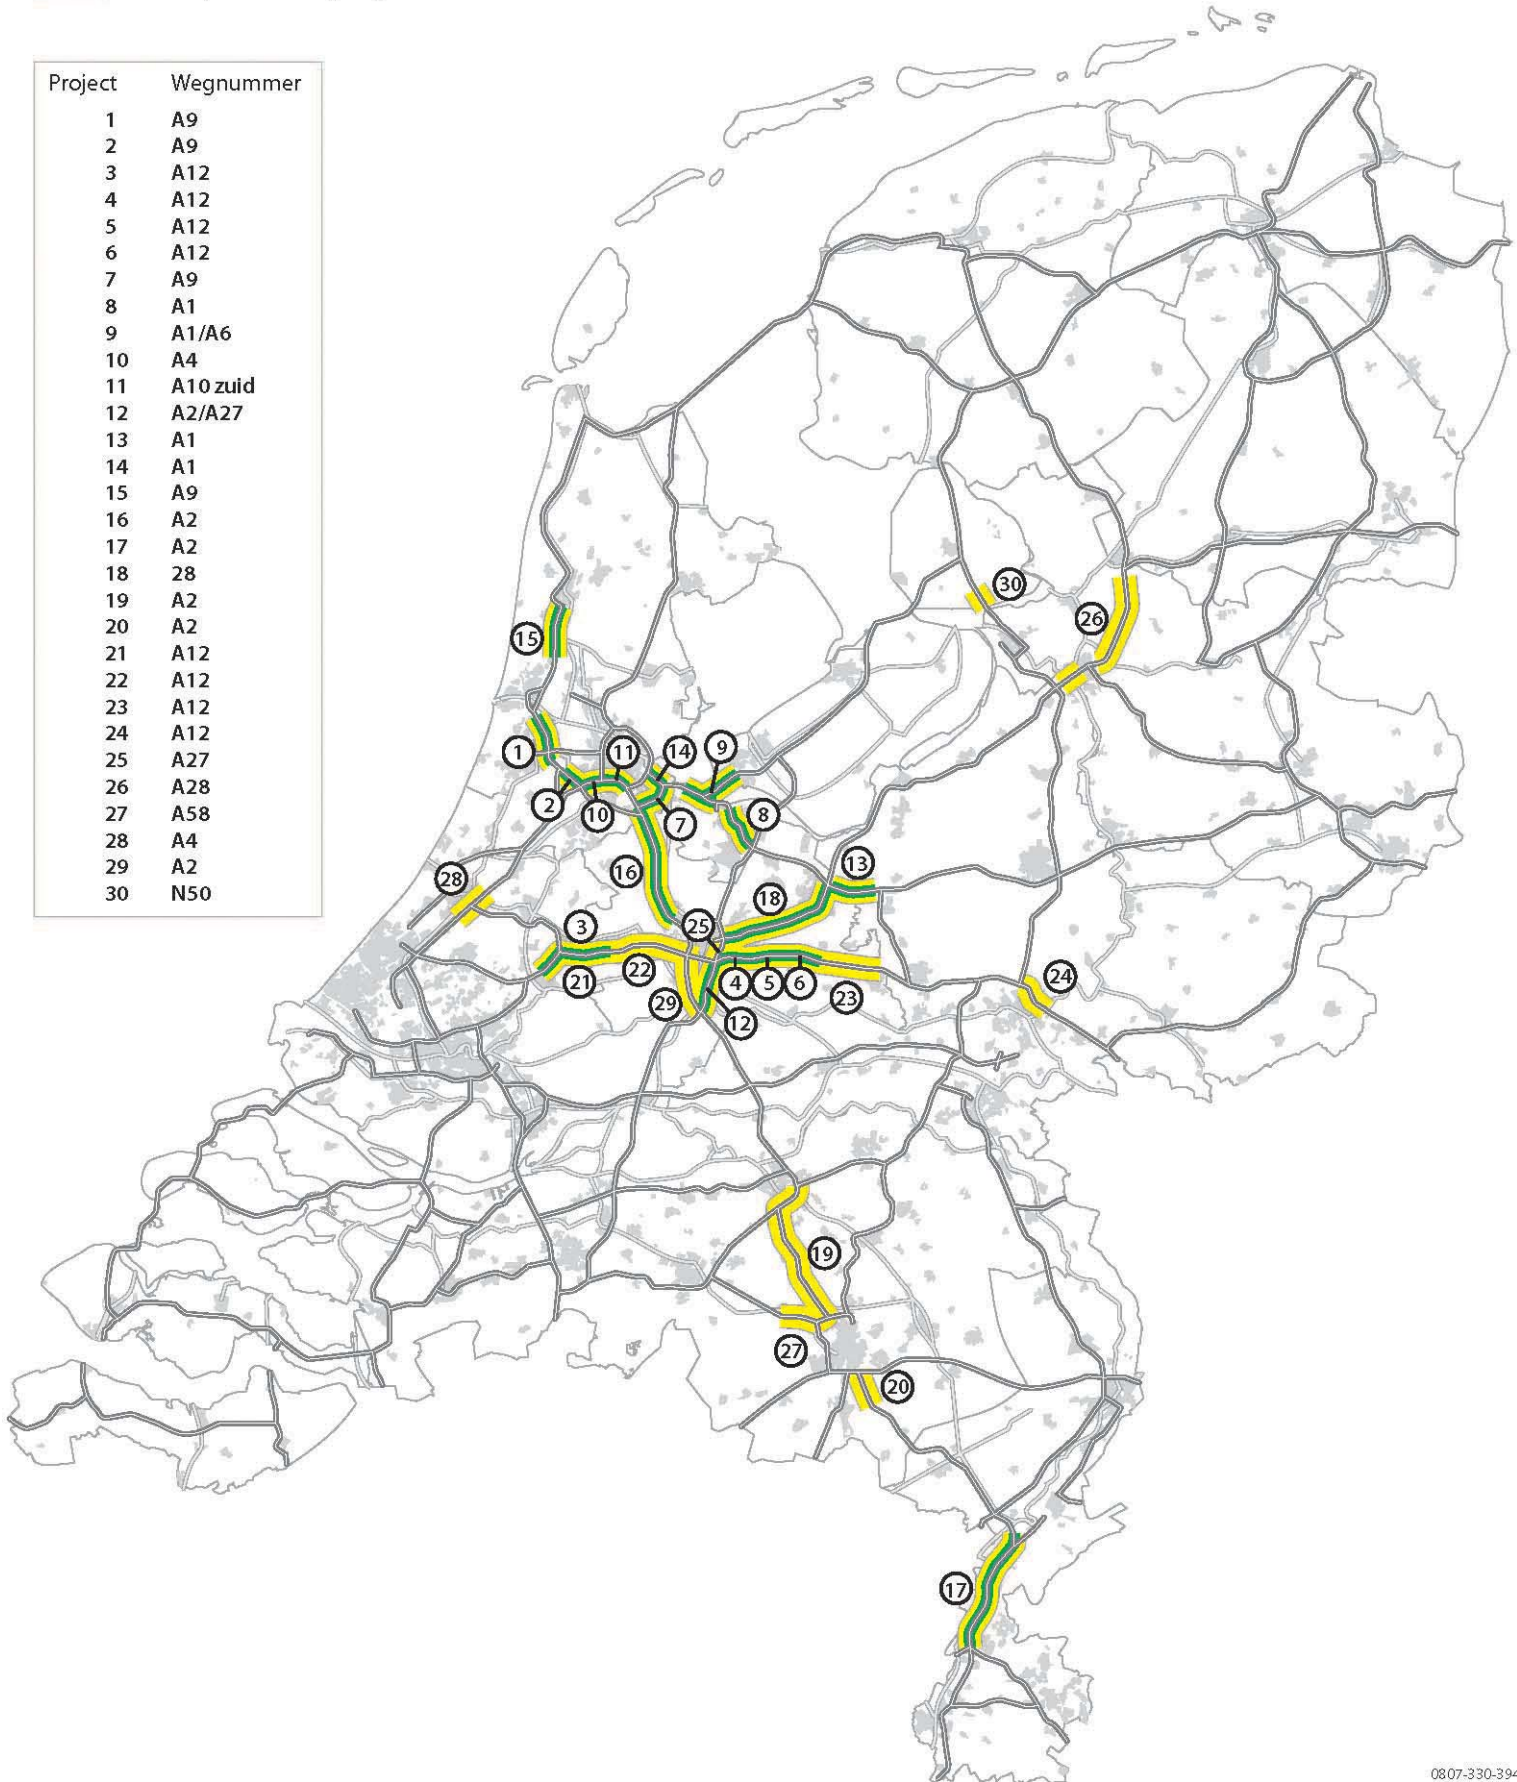 Project Wegnummer
1 A9
2 A9
3 A12
4 A12
5 A12
6 A12
7 A9
8 A1
9 A1/A6
10 A4
11 A10 zuid
12 A2/A27
13 A1
14 A1
15 A9
16 A2
17 A2
18 28
19 A2
20 A2
21 A12
22 A12
23 A12
24 A12
25 A27
26 A28
27 A58
28 A4
29 A2
30 N50
30
26
15
1
11
14
9
2
10
7
8
16
13
28
18
3
25
21
22
4
5
6
23
24
29
12
19
27
20
17
0807-330-394